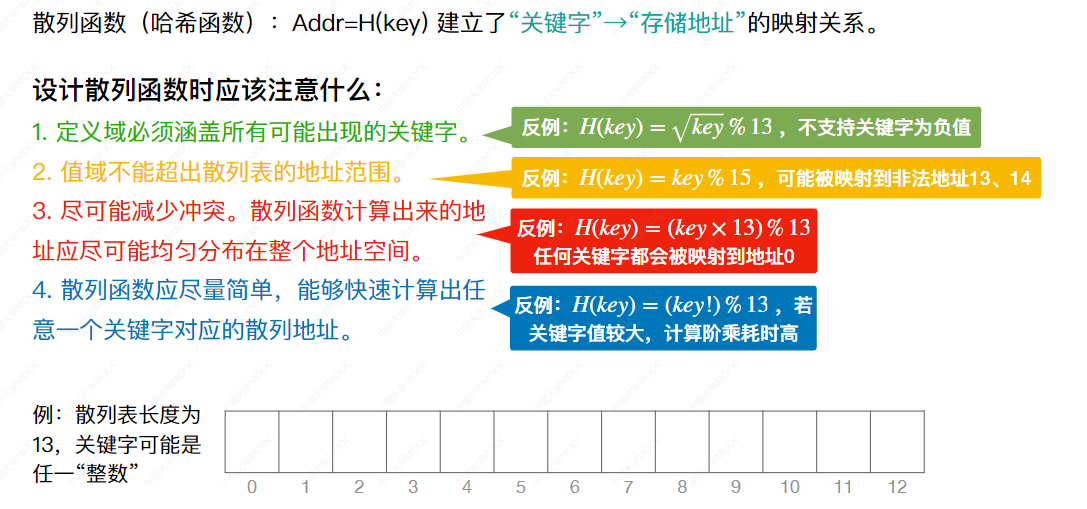 散列函数（哈希函数）：Addr=H(key) 建立了“关键字”→“存储地址”的映射关系。
设计散列函数时应该注意什么：
1. 定义域必须涵盖所有可能出现的关键字。
反例：H(key) = √key % 13 ，不支持关键字为负值
2. 值域不能超出散列表的地址范围。
反例：H(key) = key % 15 ，可能被映射到非法地址13、14
3. 尽可能减少冲突。散列函数计算出来的地
址应尽可能均匀分布在整个地址空间。
反例：H(key) = (key × 13) % 13
任何关键字都会被映射到地址0
4. 散列函数应尽量简单，能够快速计算出任
意一个关键字对应的散列地址。
反例：H(key) = (key!) % 13 ，若
关键字值较大，计算阶乘耗时高
例：散列表长度为
13，关键字可能是
任一“整数”
0 1 2 3 4 5 6 7 8 9 10 11 12